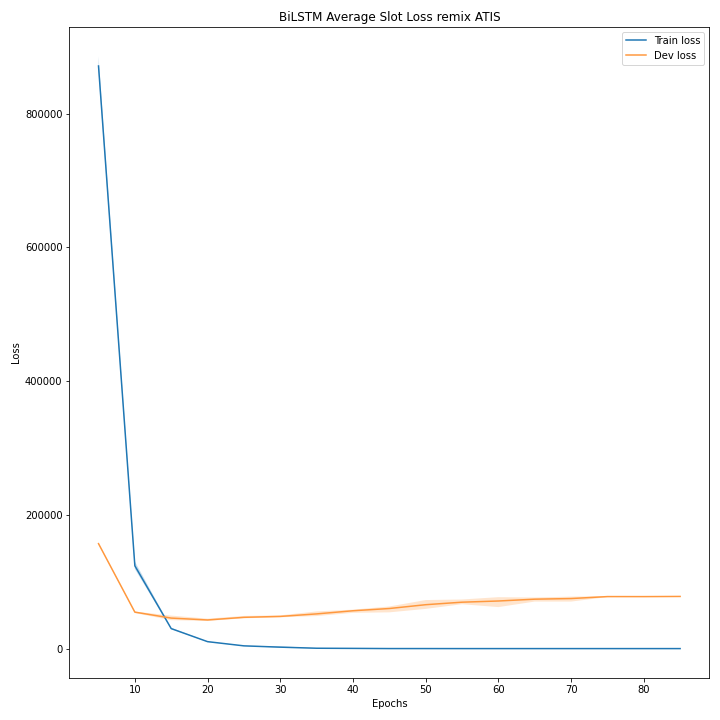 BiLSTM Average Slot Loss remix ATIS
Train loss
Dev loss
800000
600000
400000
200000
0
Loss
10 20 30 40 50 60 70 80
Epochs